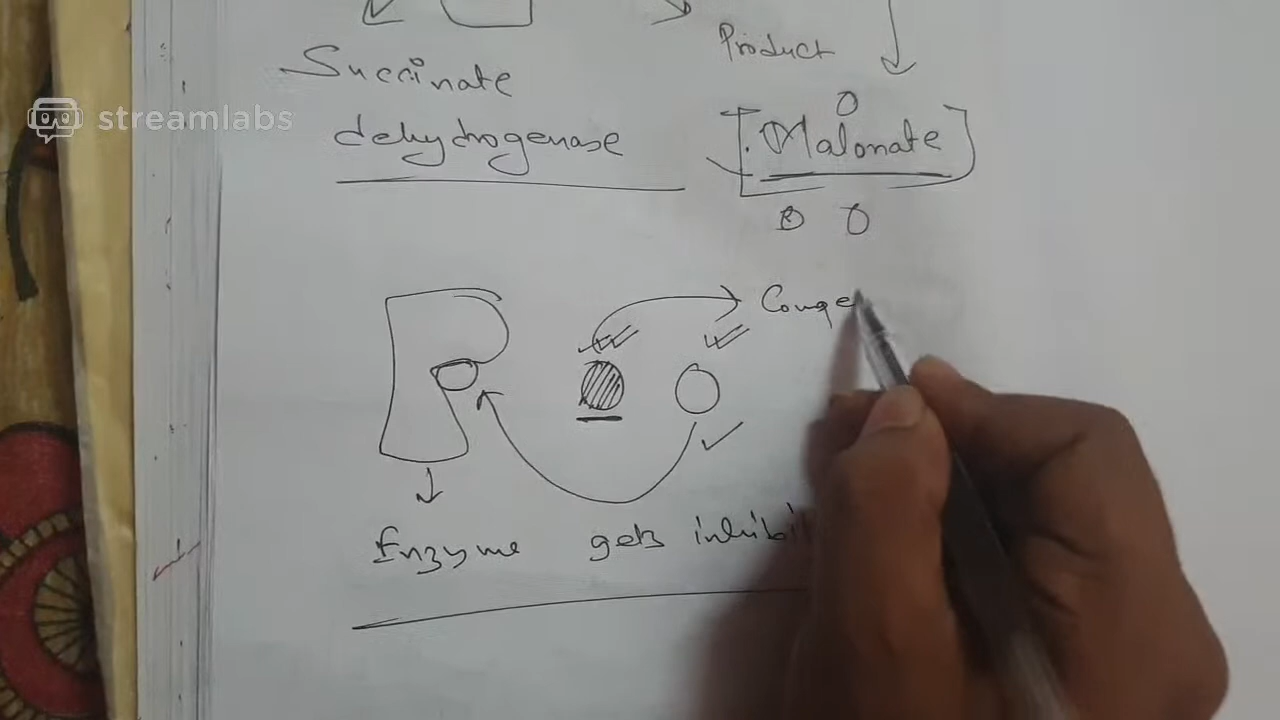 Product
Succinate
streamlabs
dehydrogenase
Malonate
Enzyme gets